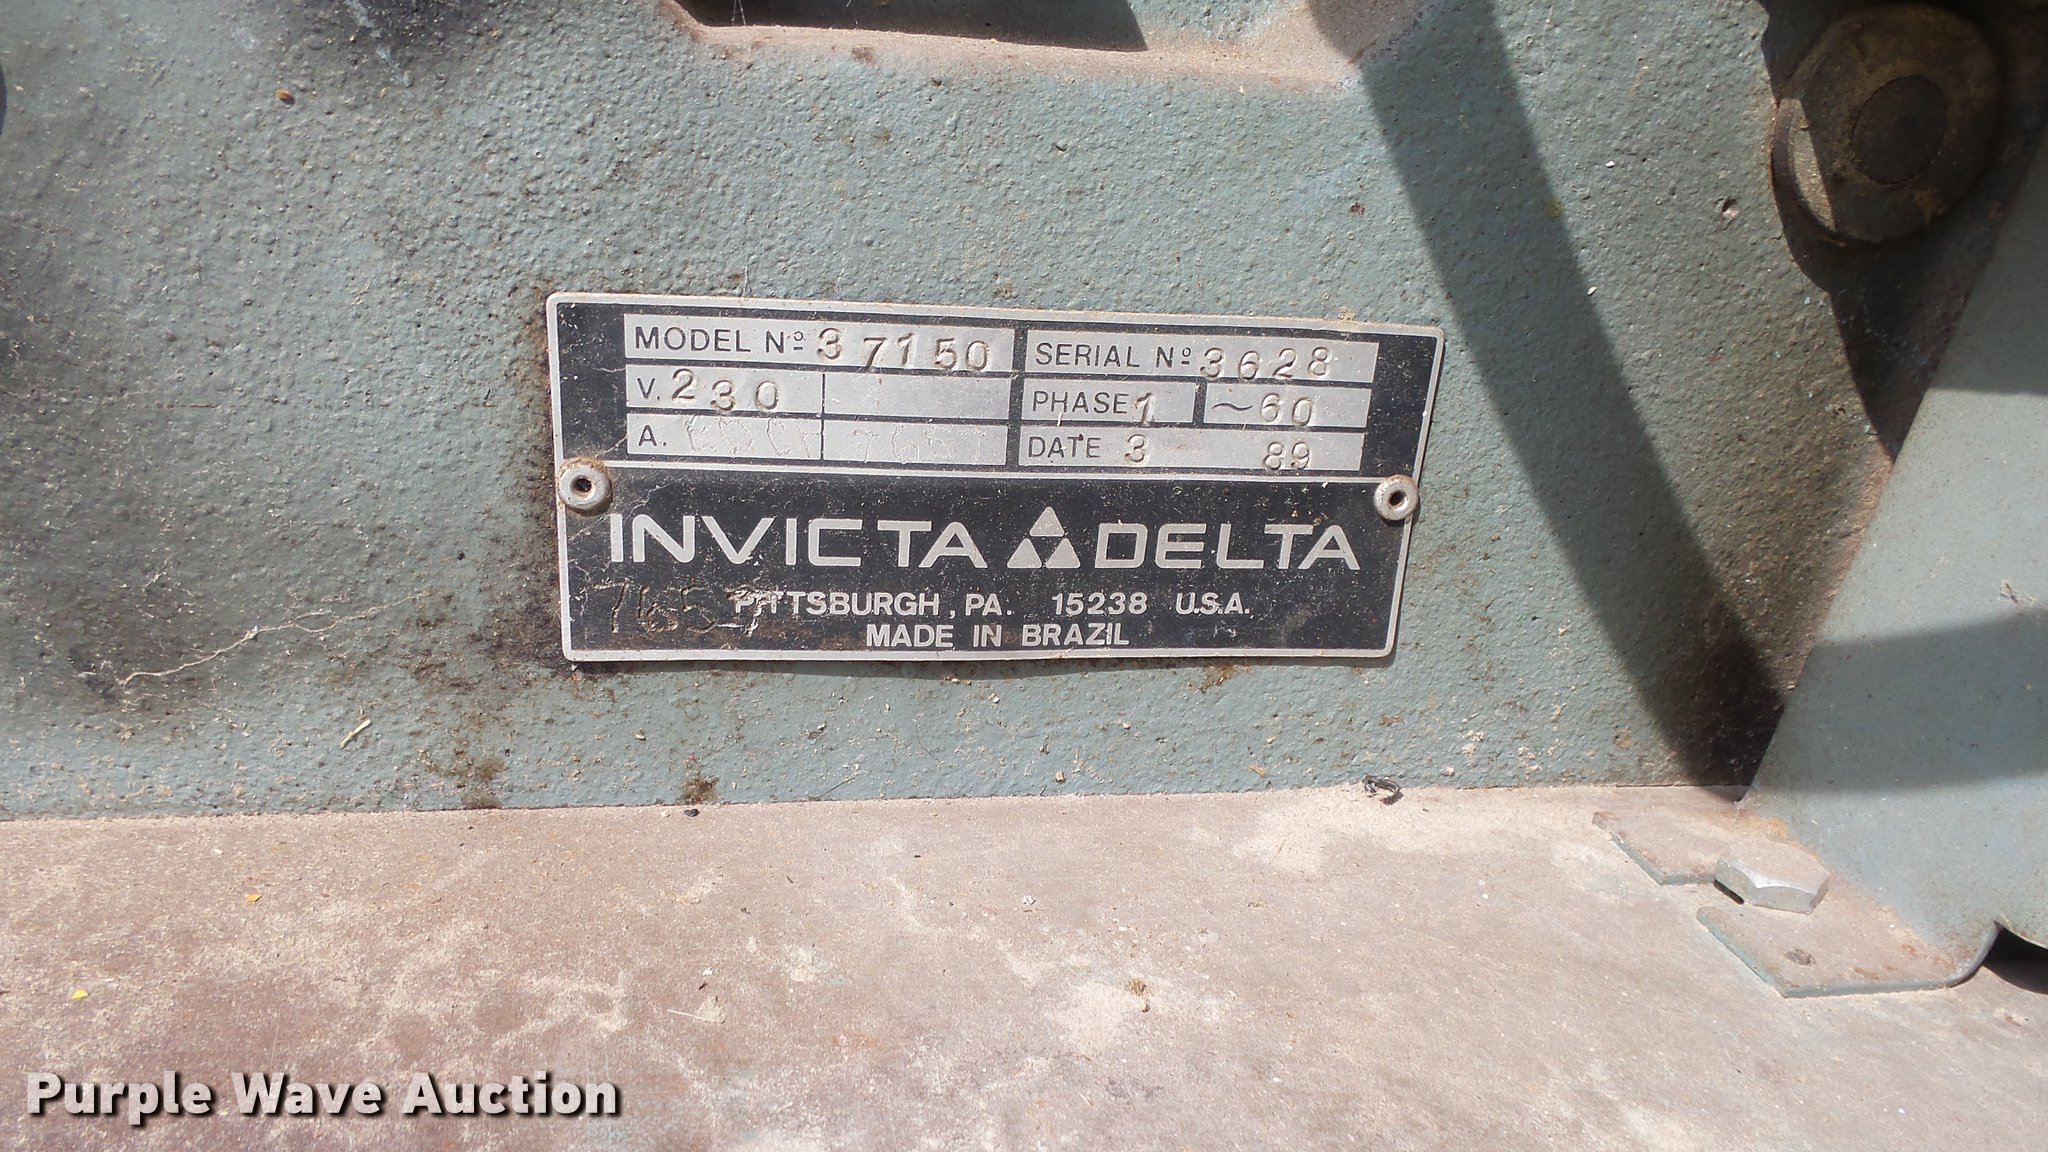 MODEL Nº 37150 SERIAL Nº 3628
V. 230 PHASE 1 ~60
A. DATE 3 89
INVICTA DELTA
PITTSBURGH, PA. 15238 U.S.A.
MADE IN BRAZIL
Purple Wave Auction